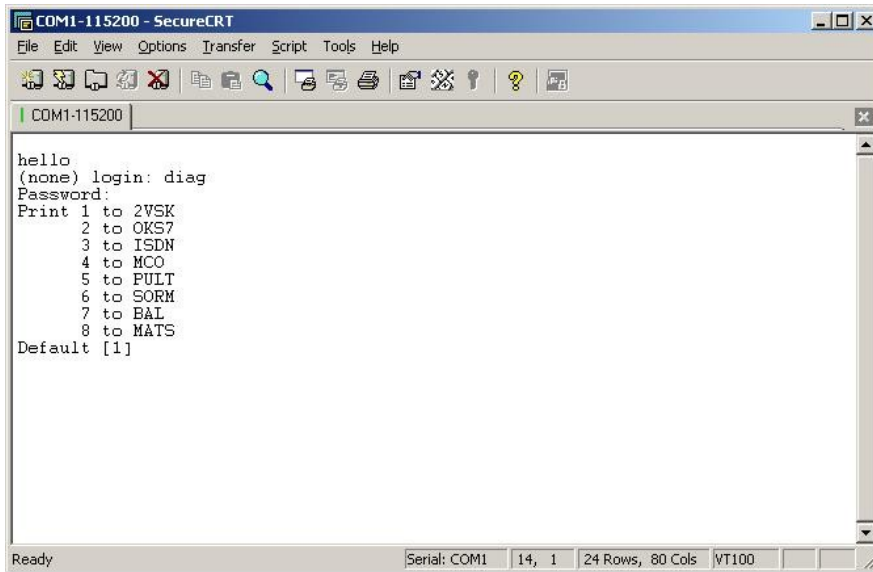 COM1-115200 - SecureCRT
File Edit View Options Transfer Script Tools Help
COM1-115200
hello
(none) login: diag
Password:
Print 1 to 2VSK
2 to OKS7
3 to ISDN
4 to MCO
5 to PULT
6 to SORM
7 to BAL
8 to MATS
Default [1]
Ready Serial: COM1 14, 1 24 Rows, 80 Cols VT100